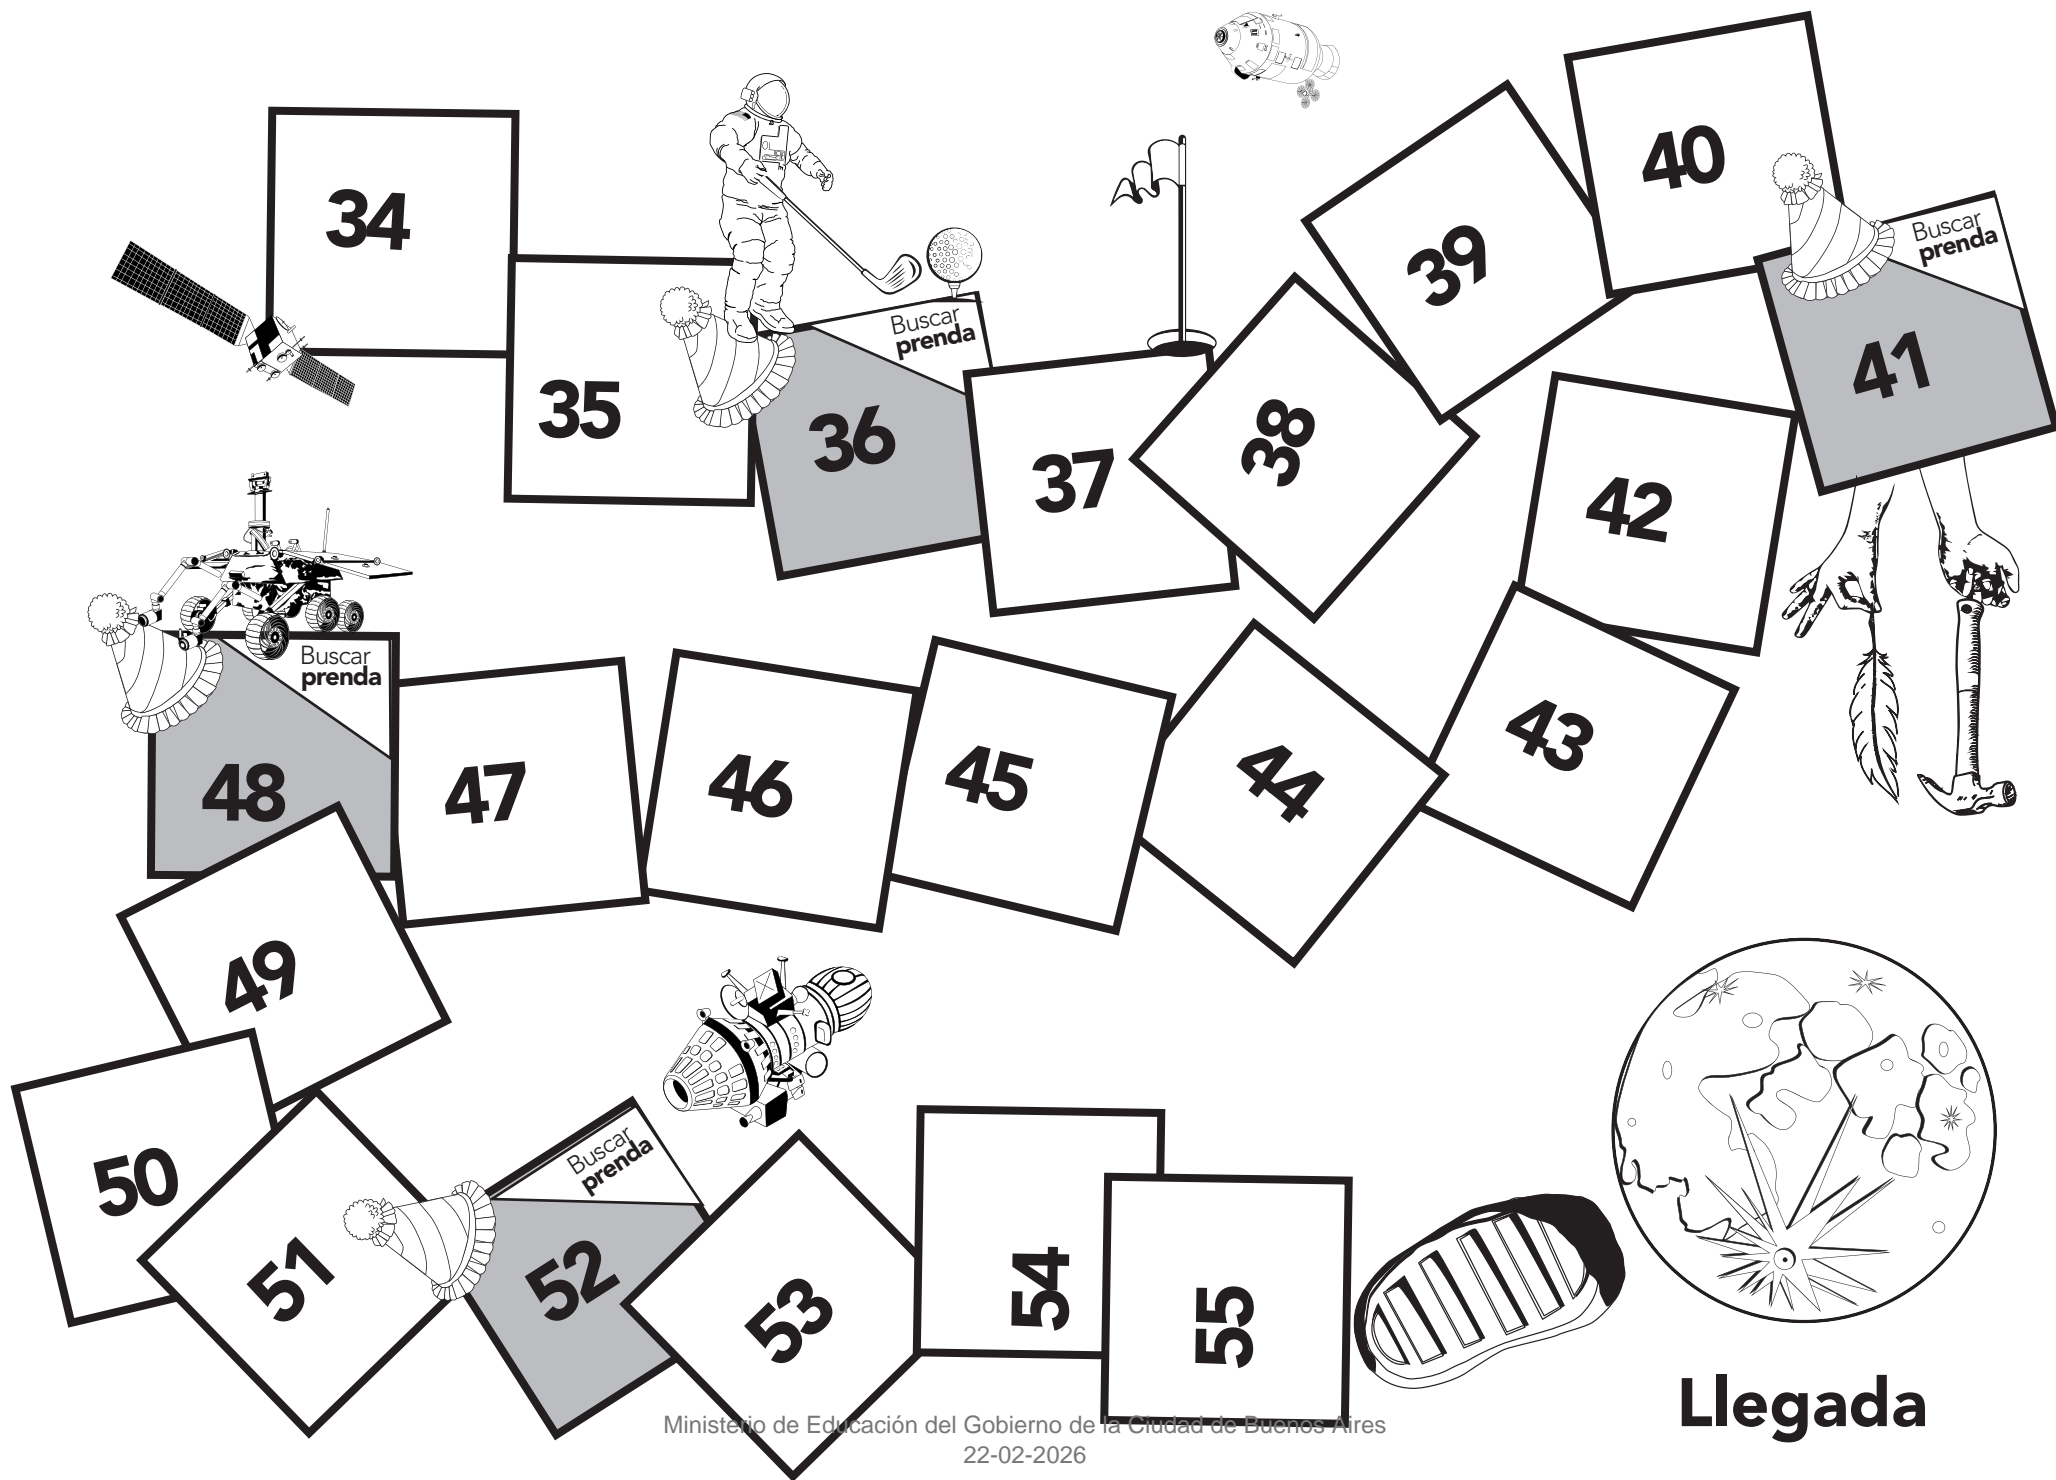 34
35
Buscar
prenda
36
37
38
39
40
Buscar
prenda
41
42
43
44
45
46
47
Buscar
prenda
48
49
50
51
Buscar
prenda
52
53
54
55
Llegada
Ministerio de Educación del Gobierno de la Ciudad de Buenos Aires
22-02-2026